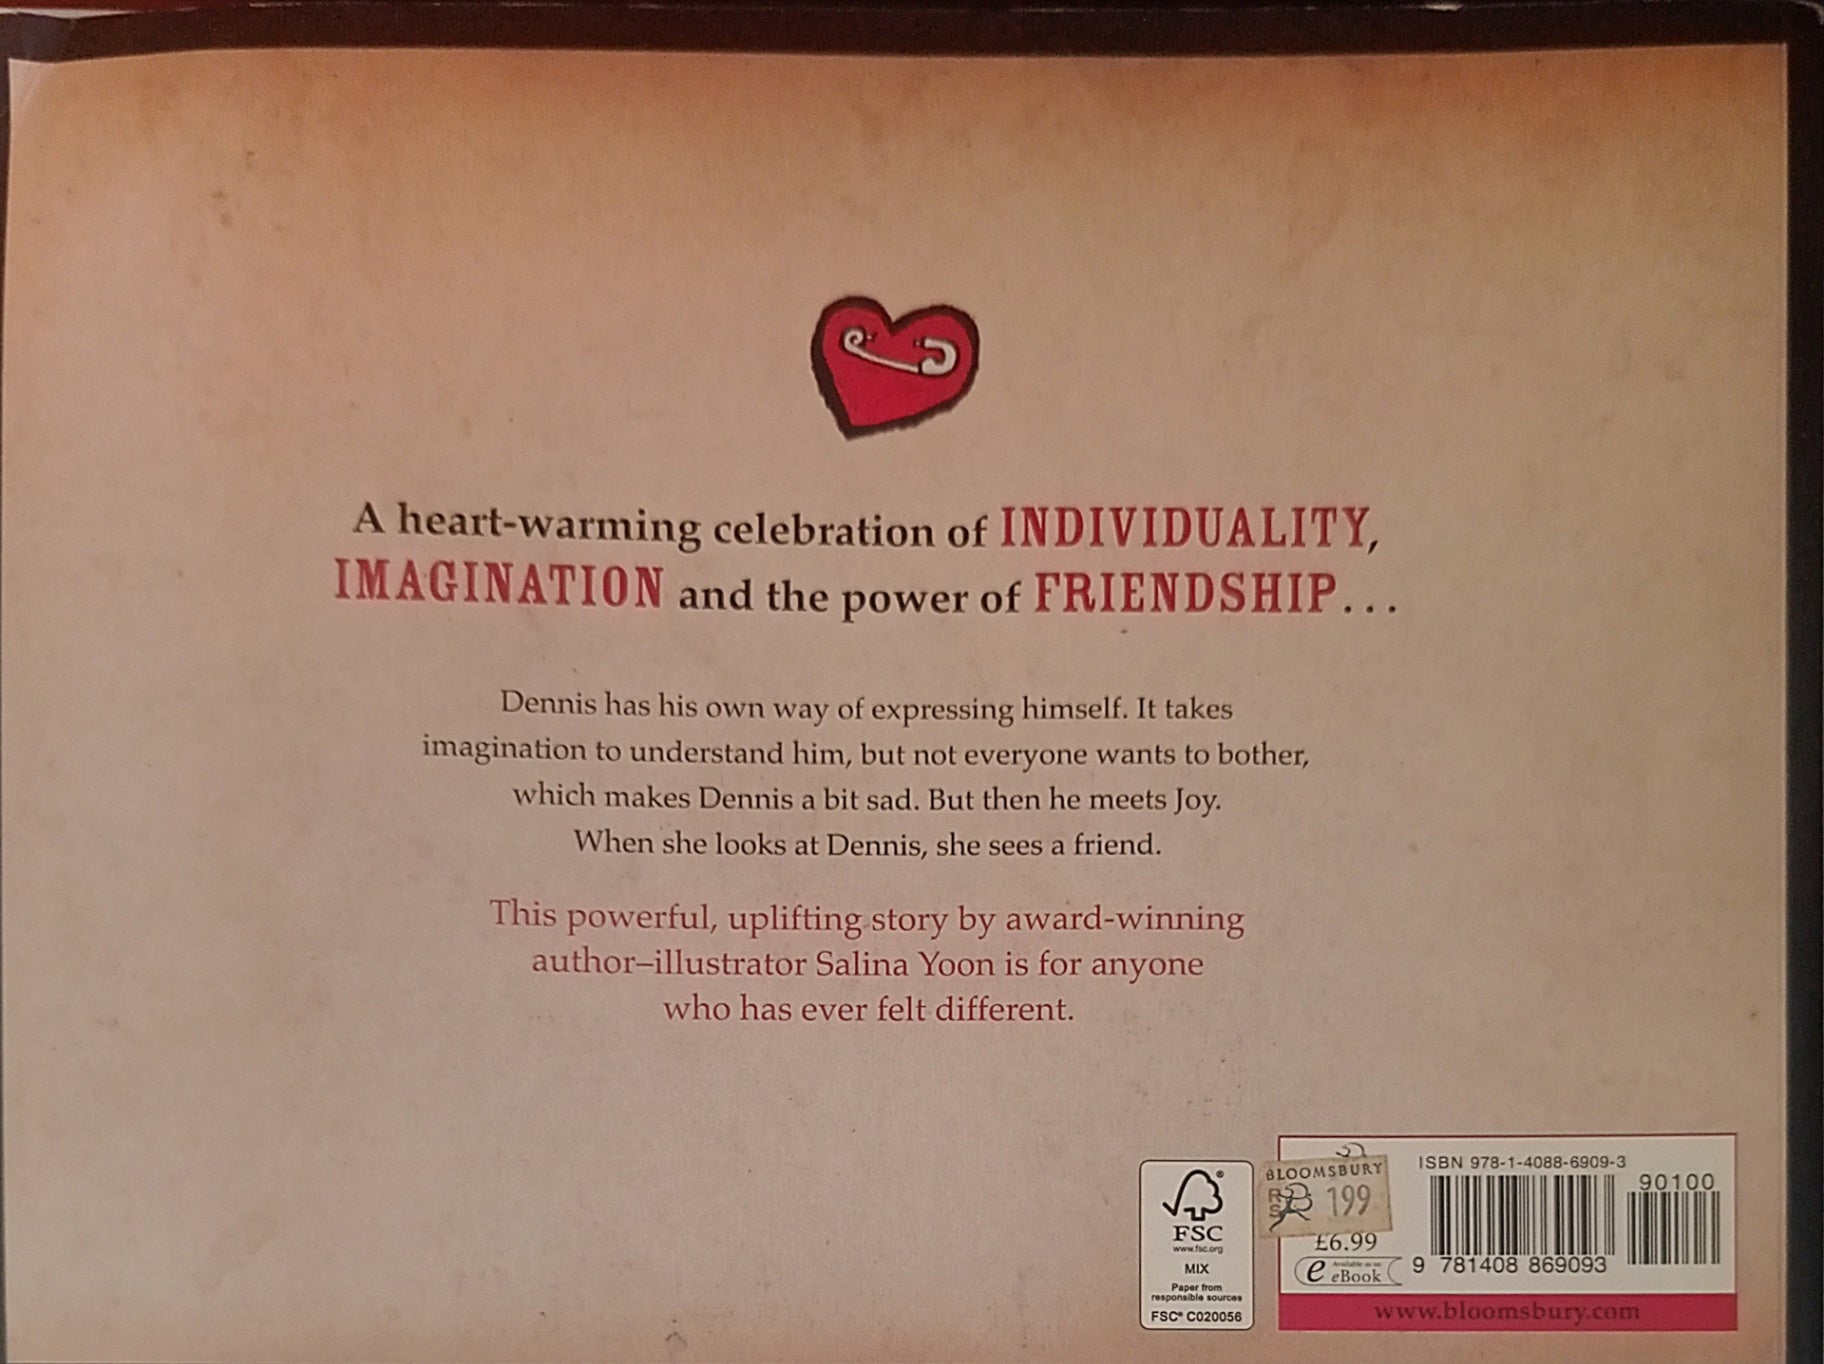 A heart-warming celebration of INDIVIDUALITY,
IMAGINATION and the power of FRIENDSHIP...
Dennis has his own way of expressing himself. It takes
imagination to understand him, but not everyone wants to bother,
which makes Dennis a bit sad. But then he meets Joy.
When she looks at Dennis, she sees a friend.
This powerful, uplifting story by award-winning
author–illustrator Salina Yoon is for anyone
who has ever felt different.
FSC®
www.fsc.org
MIX
Paper from
responsible sources
FSC® C020056
BLOOMSBURY
RS 199
£6.99
e Available as an
eBook
ISBN 978-1-4088-6909-3
90100
9 781408 869093
www.bloomsbury.com